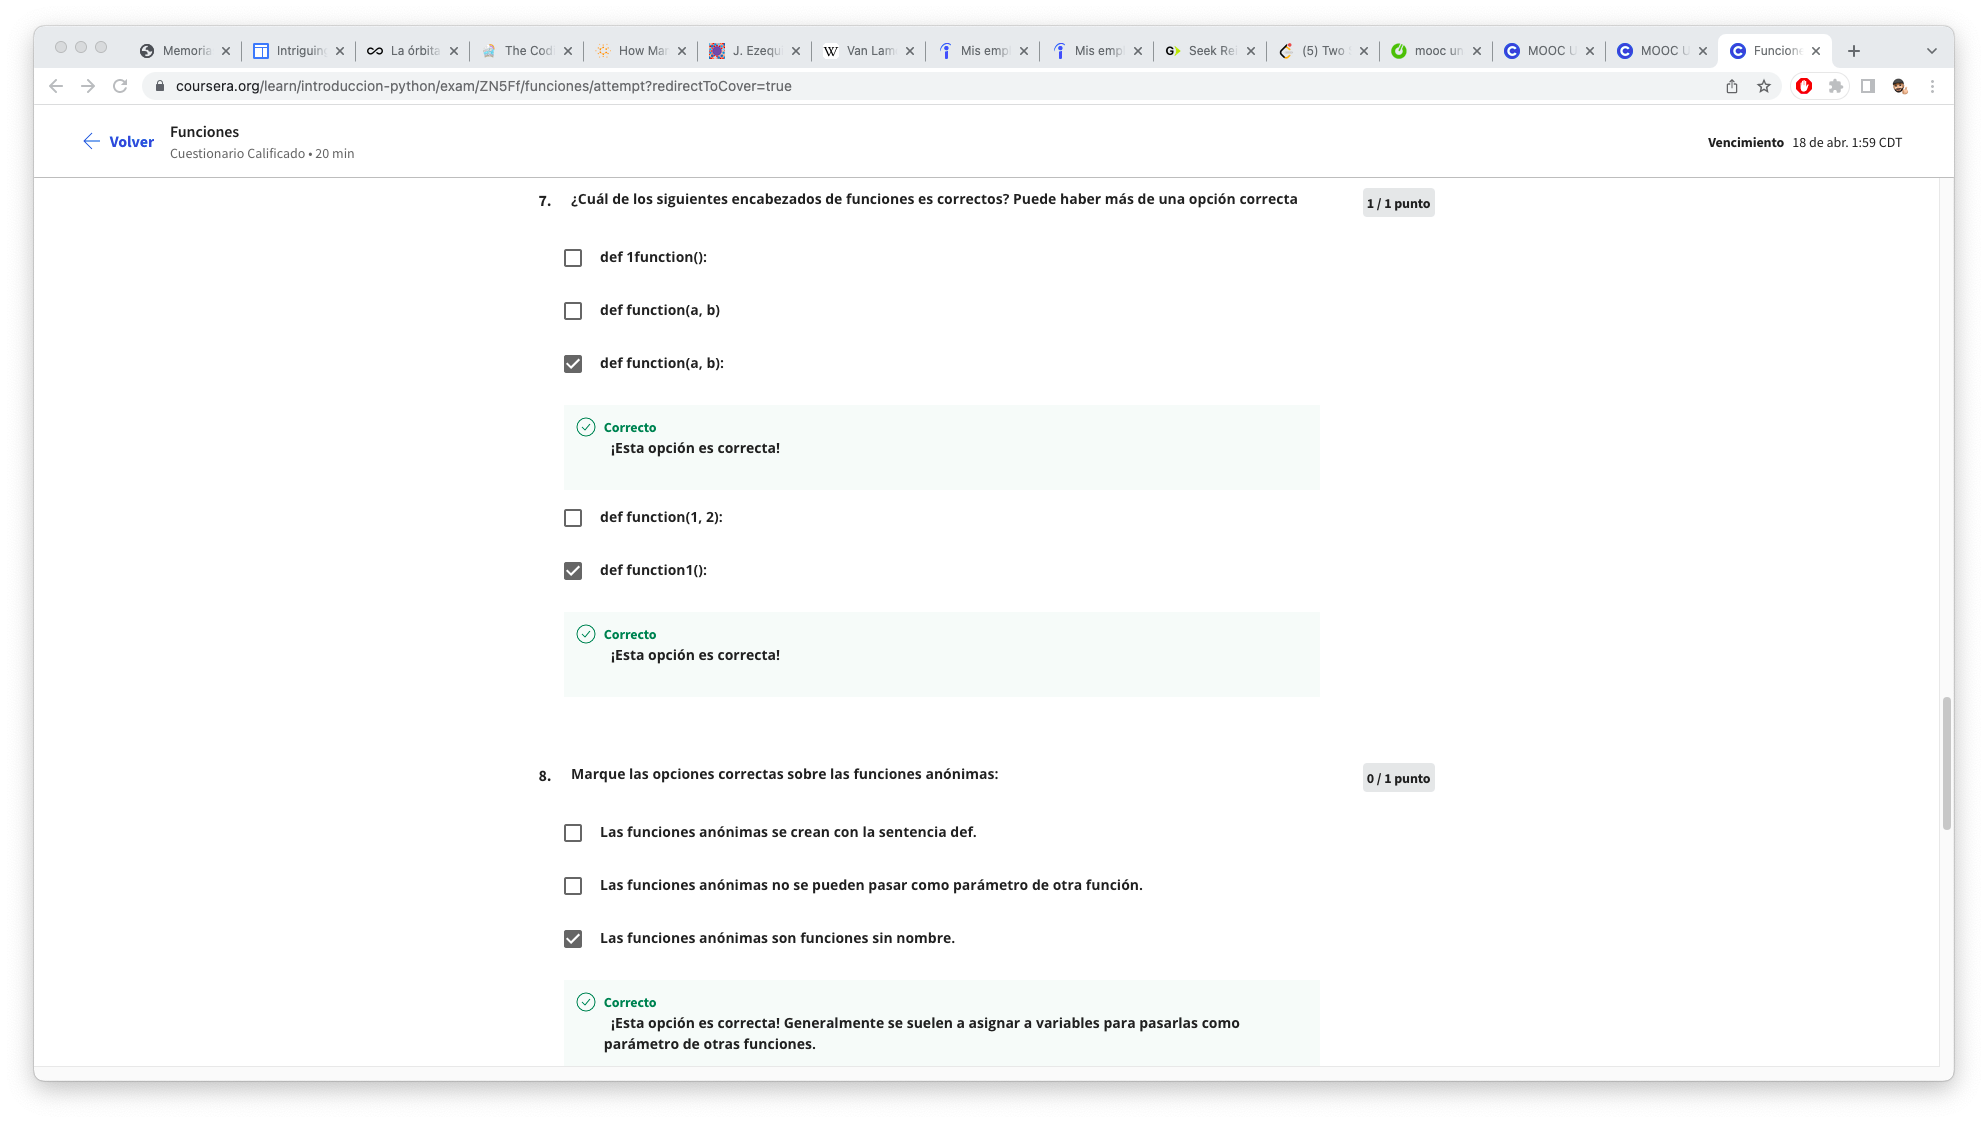 Memoria
Intriguing
La órbita
The Cod
How Mar
J. Ezequ
Van Lam
Mis emp
Mis emp
Seek Re
(5) Two
mooc un
MOOC U
MOOC U
Funcion
coursera.org/learn/introduccion-python/exam/ZN5Ff/funciones/attempt?redirectToCover=true
Volver
Funciones
Cuestionario Calificado • 20 min
Vencimiento 18 de abr. 1:59 CDT
7. ¿Cuál de los siguientes encabezados de funciones es correctos? Puede haber más de una opción correcta
1 / 1 punto
def 1function():
def function(a, b)
def function(a, b):
Correcto
¡Esta opción es correcta!
def function(1, 2):
def function1():
Correcto
¡Esta opción es correcta!
8. Marque las opciones correctas sobre las funciones anónimas:
0 / 1 punto
Las funciones anónimas se crean con la sentencia def.
Las funciones anónimas no se pueden pasar como parámetro de otra función.
Las funciones anónimas son funciones sin nombre.
Correcto
¡Esta opción es correcta! Generalmente se suelen a asignar a variables para pasarlas como
parámetro de otras funciones.